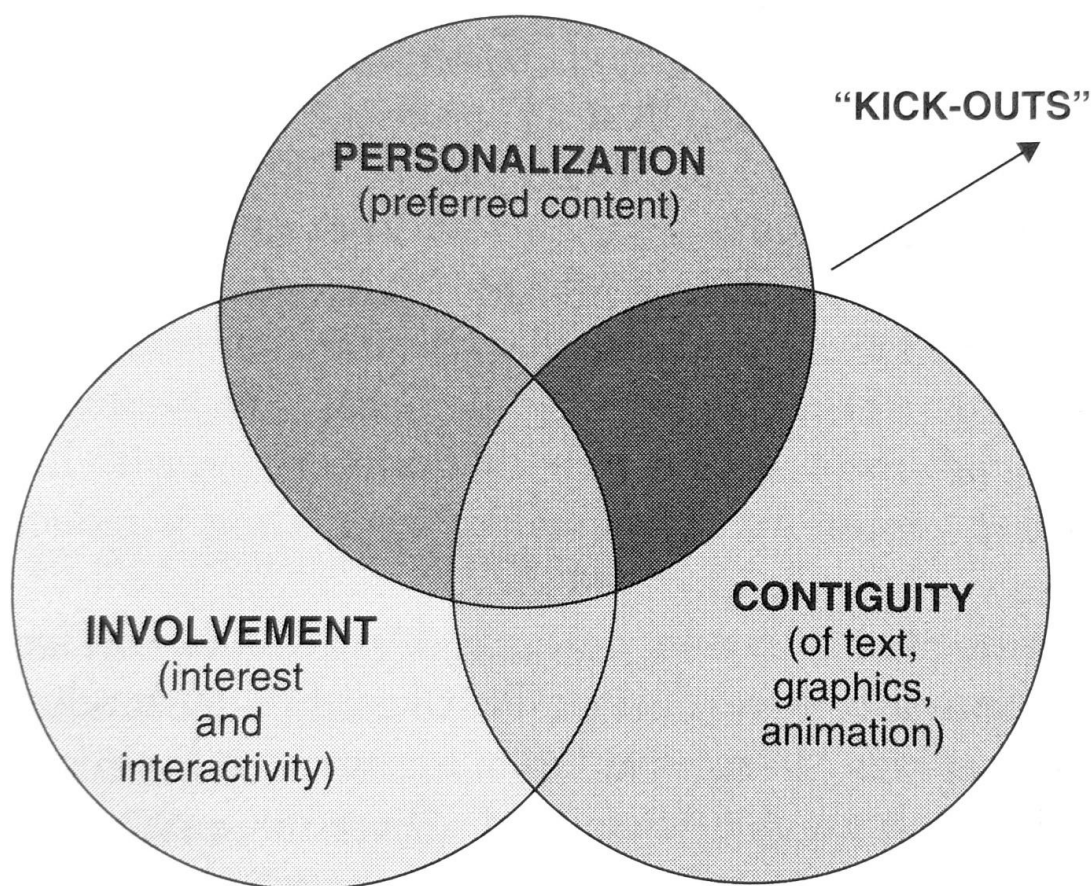 “KICK-OUTS”
PERSONALIZATION
(preferred content)
INVOLVEMENT
(interest
and
interactivity)
CONTIGUITY
(of text,
graphics,
animation)